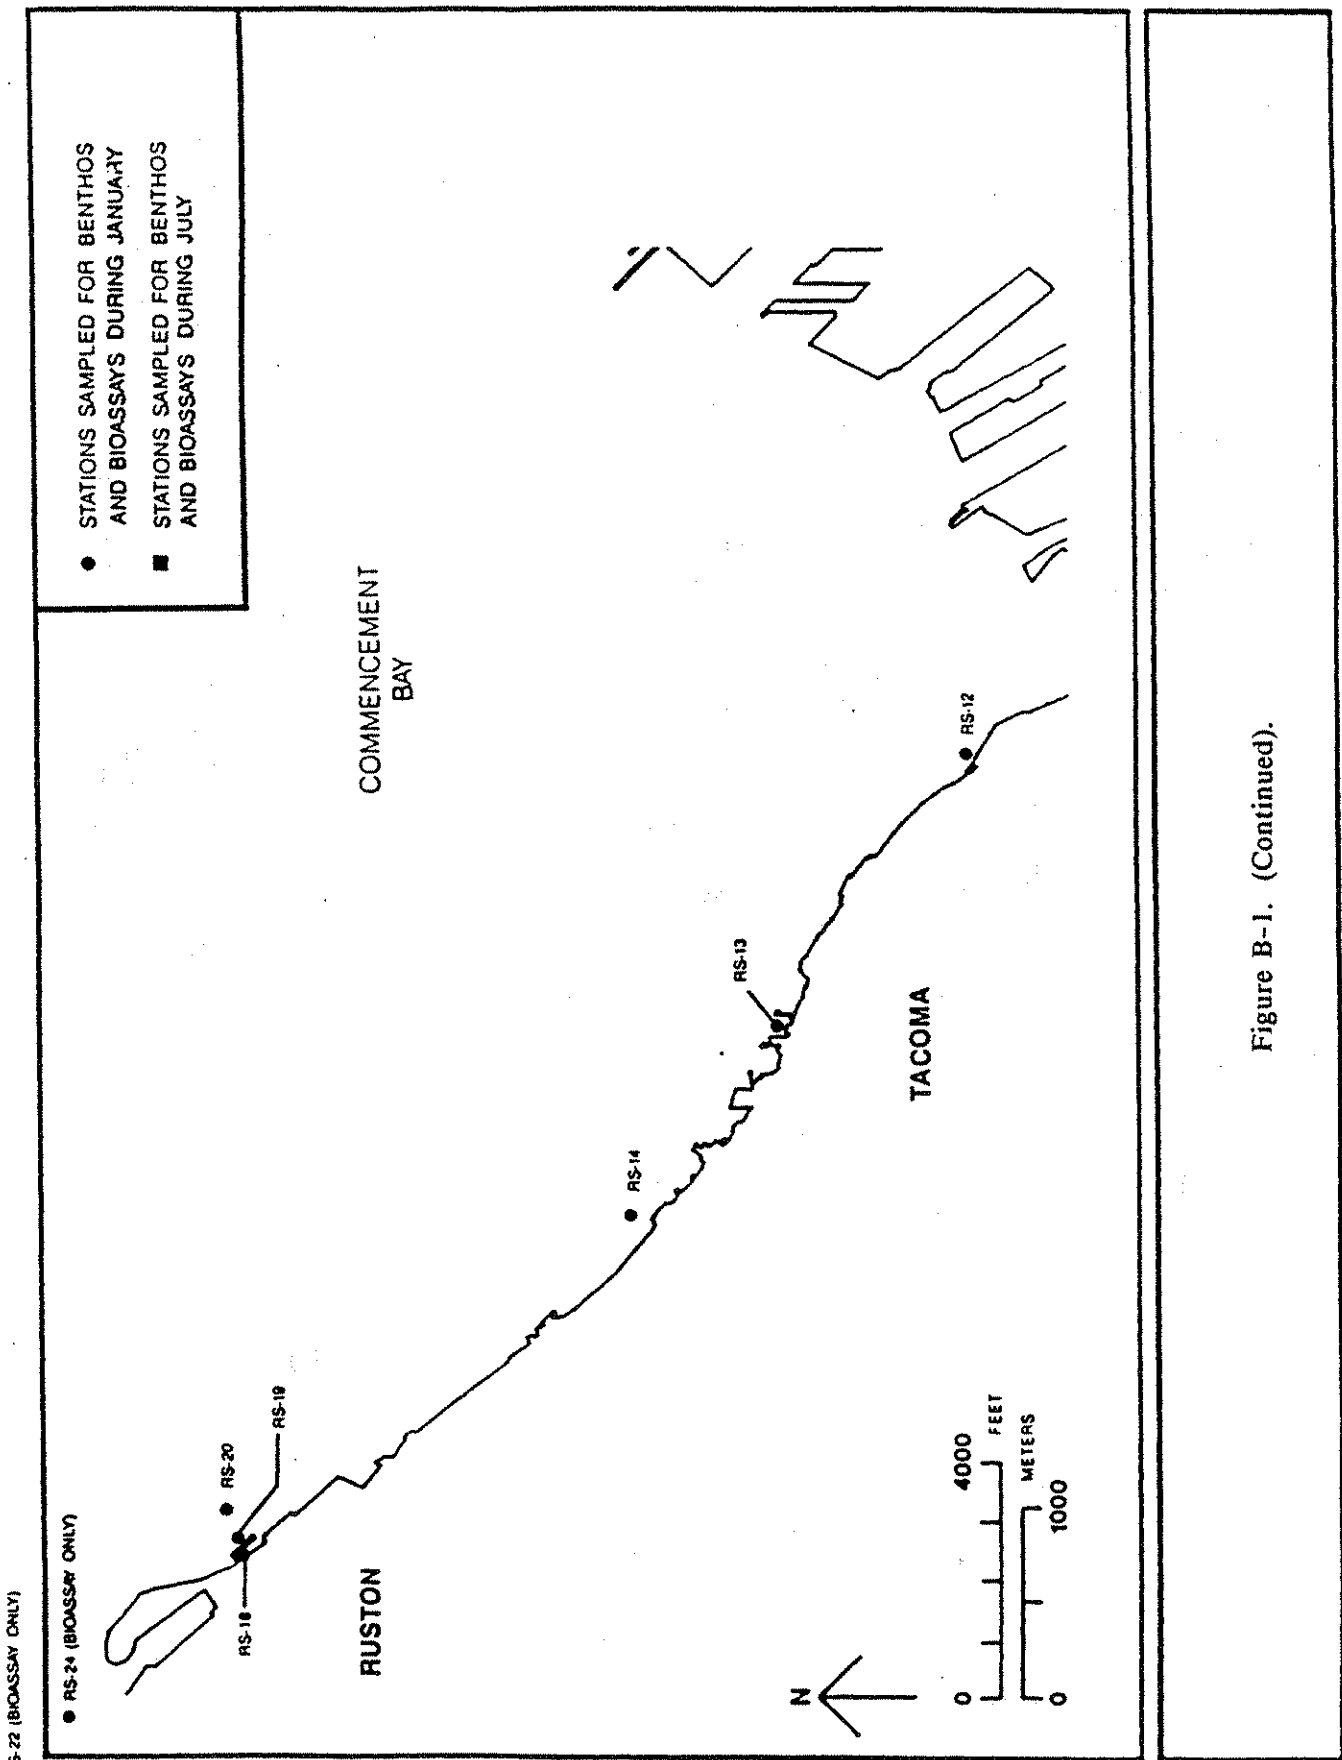 S-22 (BIOASSAY ONLY)
● RS-24 (BIOASSAY ONLY)
● STATIONS SAMPLED FOR BENTHOS
AND BIOASSAYS DURING JANUARY
■ STATIONS SAMPLED FOR BENTHOS
AND BIOASSAYS DURING JULY
RS-20
RS-19
RS-18
RUSTON
COMMENCEMENT
BAY
RS-14
RS-13
TACOMA
RS-12
N
0 4000
FEET
METERS
0 1000
Figure B-1. (Continued).